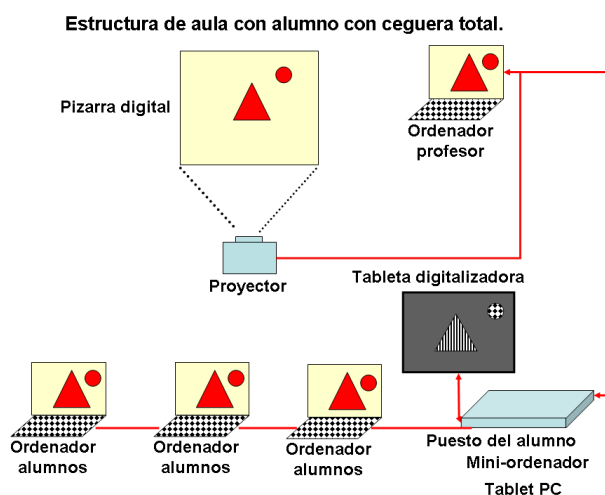 Estructura de aula con alumno con ceguera total.
Pizarra digital
Ordenador
profesor
Proyector
Tableta digitalizadora
Ordenador
alumnos
Ordenador
alumnos
Ordenador
alumnos
Puesto del alumno
Mini-ordenador
Tablet PC